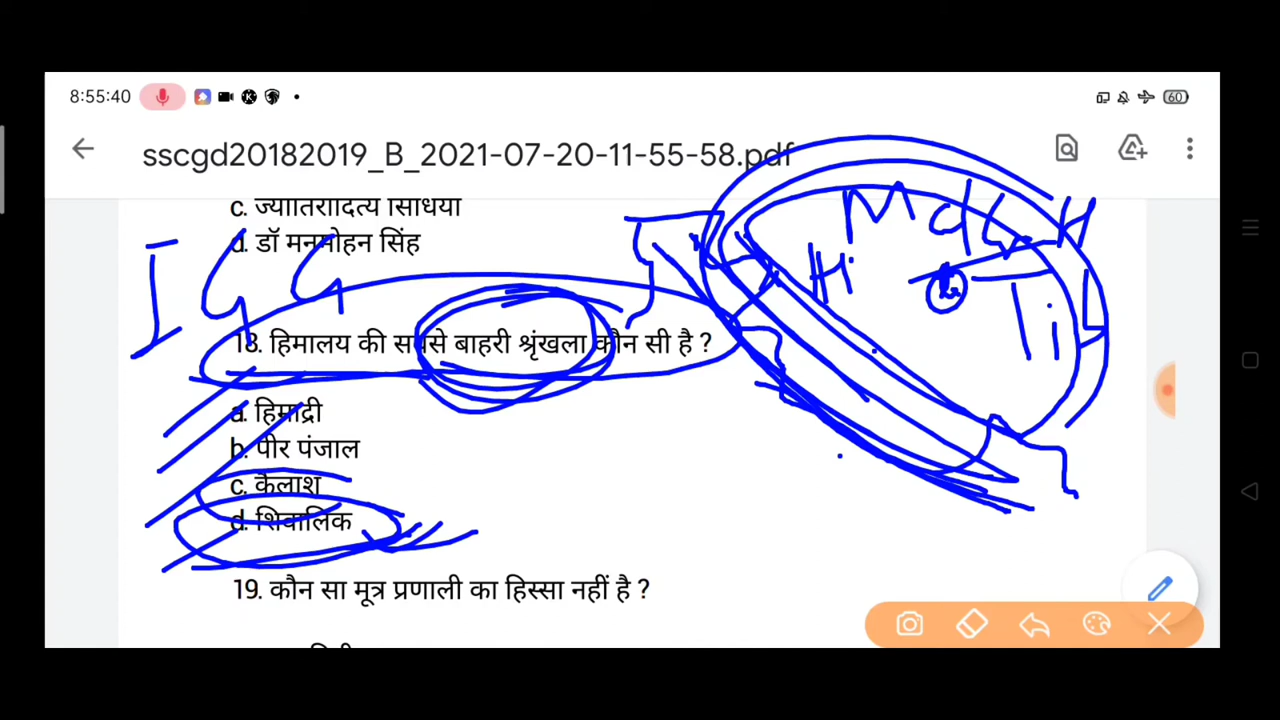 8:55:40
60
sscgd20182019_B_2021-07-20-11-55-58.pdf
c. ज्योतिरादित्य सिंधिया
d. डॉ मनमोहन सिंह
18. हिमालय की सबसे बाहरी श्रृंखला कौन सी है ?
a. हिमाद्री
b. पीर पंजाल
c. कैलाश
d. शिवालिक
19. कौन सा मूत्र प्रणाली का हिस्सा नहीं है ?